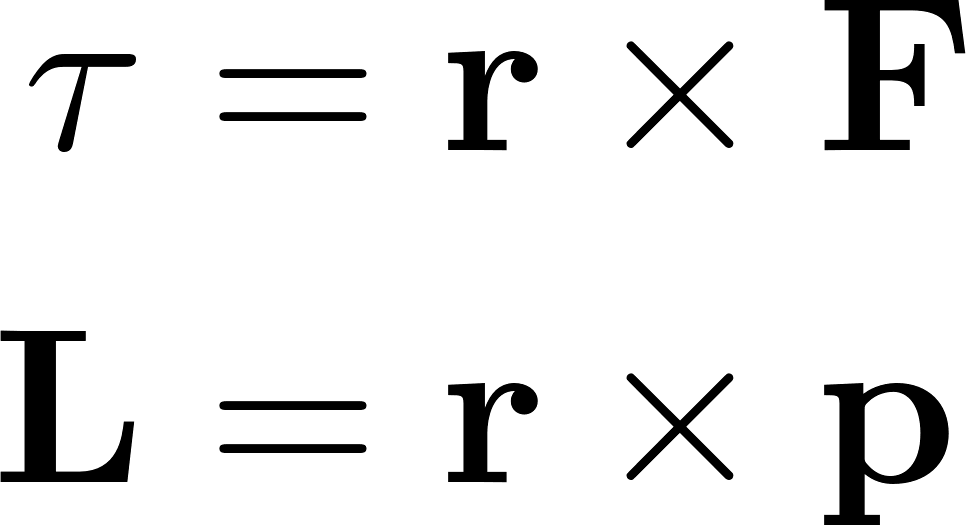 τ = r × F
L = r × p